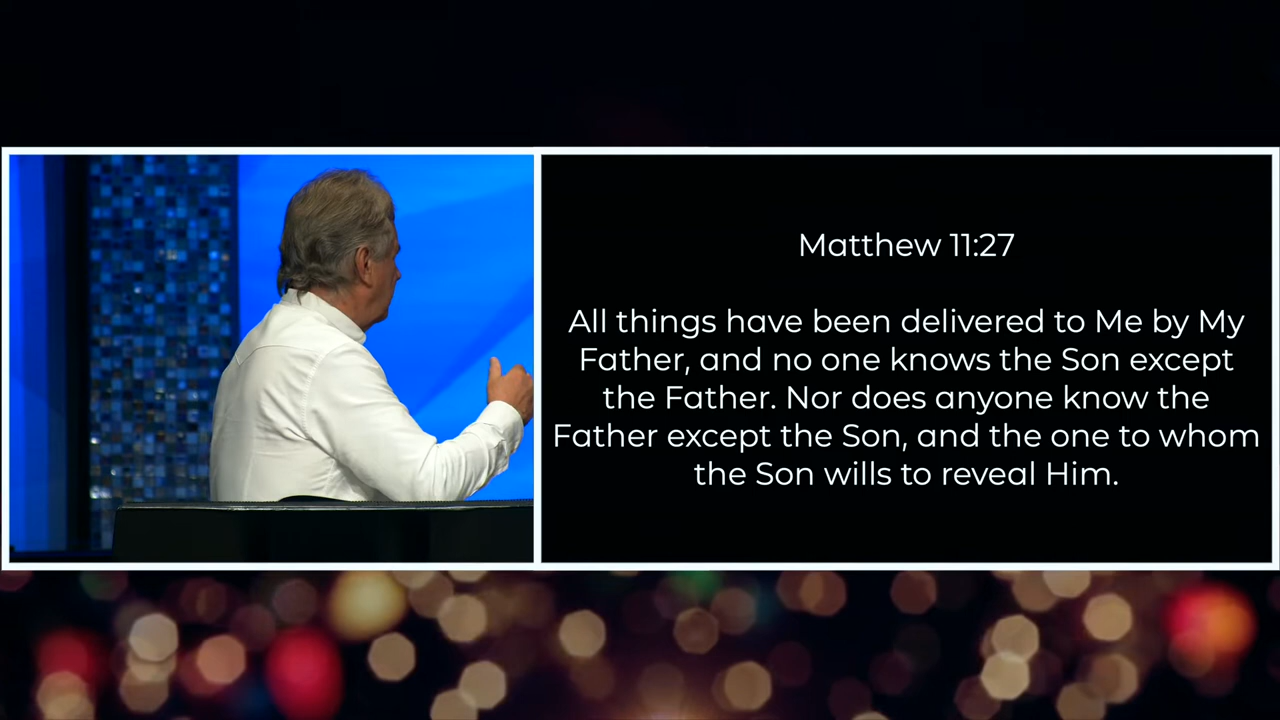 Matthew 11:27
All things have been delivered to Me by My
Father, and no one knows the Son except
the Father. Nor does anyone know the
Father except the Son, and the one to whom
the Son wills to reveal Him.